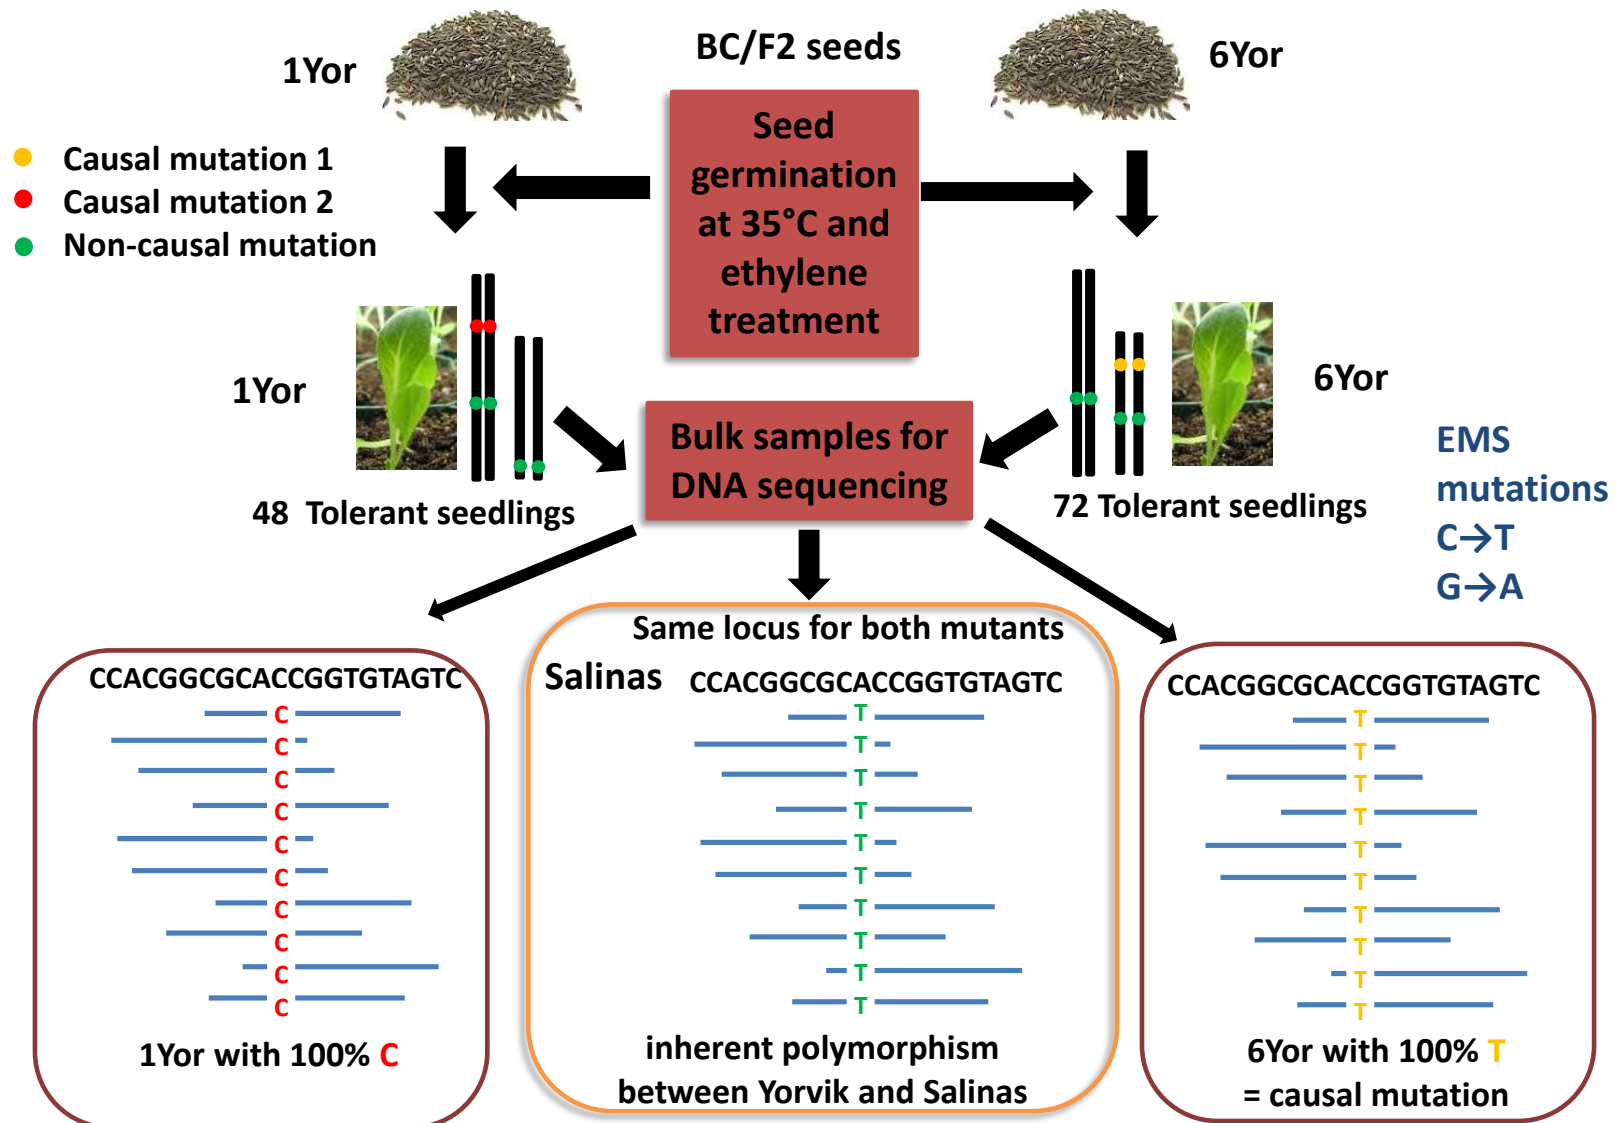 BC/F2 seeds
1Yor
6Yor
Seed
germination
at 35°C and
ethylene
treatment
Causal mutation 1
Causal mutation 2
Non-causal mutation
1Yor
6Yor
48 Tolerant seedlings
Bulk samples for
DNA sequencing
72 Tolerant seedlings
EMS
mutations
C→T
G→A
CCACGGCGCACCGGTGTAGTC
C
C
C
C
C
C
C
C
C
C
1Yor with 100% C
Same locus for both mutants
Salinas CCACGGCGCACCGGTGTAGTC
T
T
T
T
T
T
T
T
T
T
inherent polymorphism
between Yorvik and Salinas
CCACGGCGCACCGGTGTAGTC
T
T
T
T
T
T
T
T
T
T
6Yor with 100% T
= causal mutation